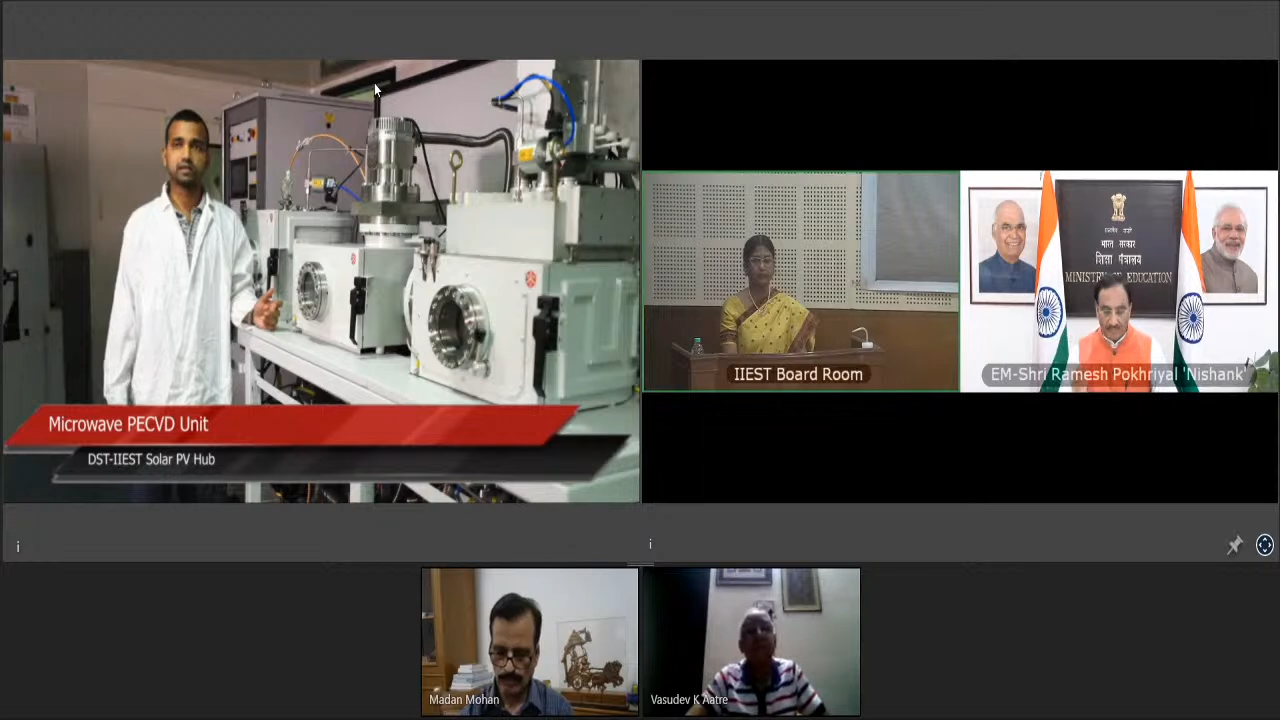 Microwave PECVD Unit
DST-IIEST Solar PV Hub
IIEST Board Room
भारत सरकार
शिक्षा मंत्रालय
MINISTRY OF EDUCATION
EM-Shri Ramesh Pokhriyal 'Nishank'
i
i
Madan Mohan
Vasudev K Aatre